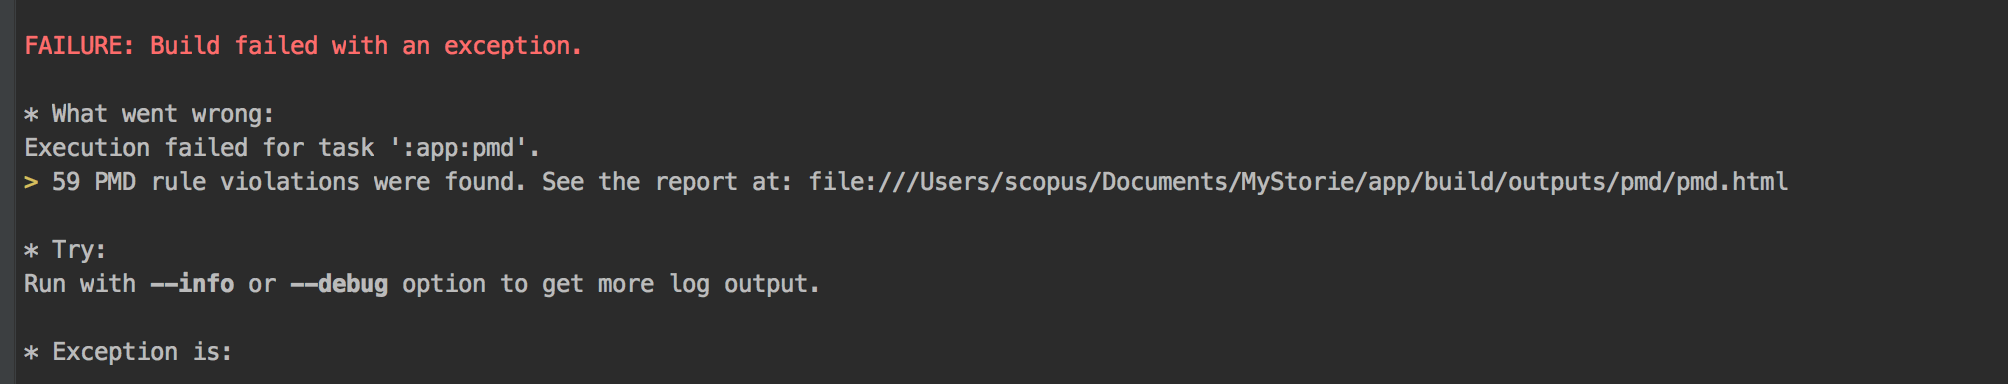 FAILURE: Build failed with an exception.
* What went wrong:
Execution failed for task ':app:pmd'.
> 59 PMD rule violations were found. See the report at: file:///Users/scopus/Documents/MyStorie/app/build/outputs/pmd/pmd.html
* Try:
Run with --info or --debug option to get more log output.
* Exception is: